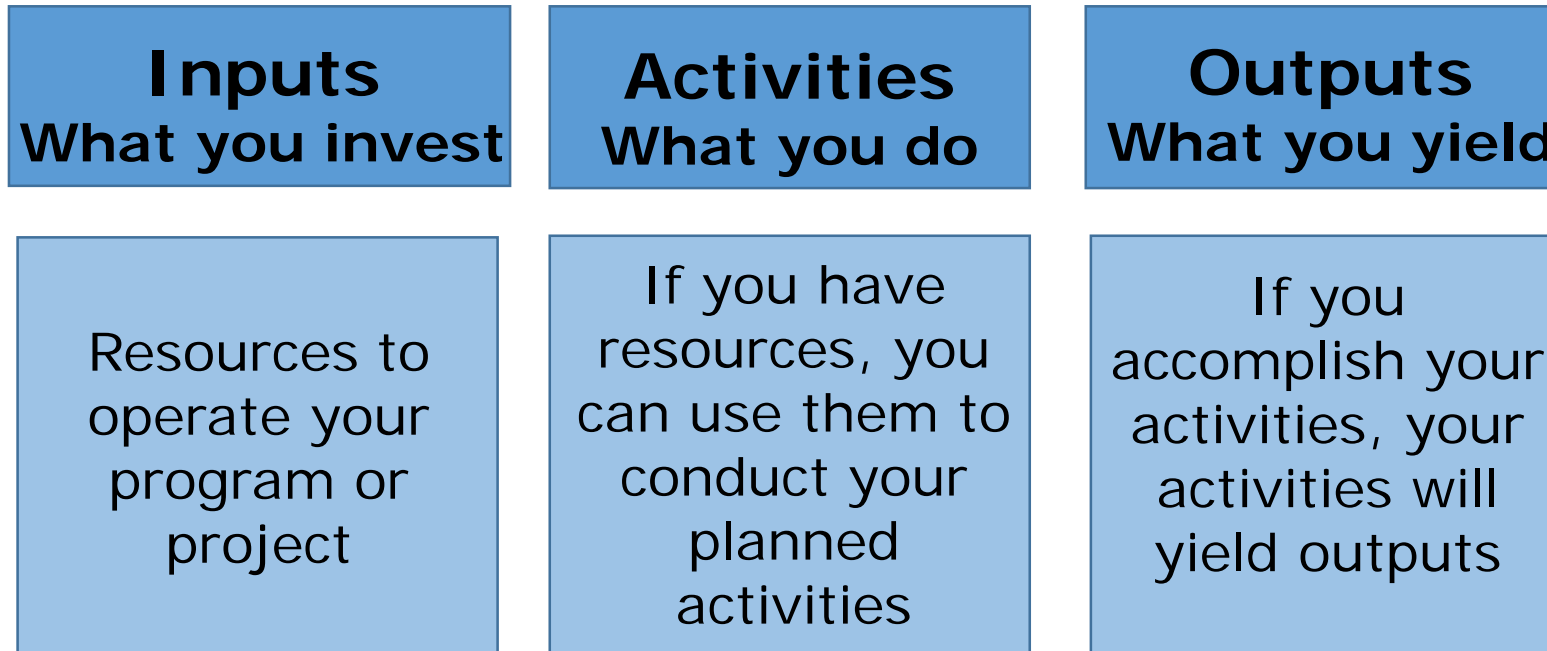 Inputs
What you invest
Resources to
operate your
program or
project
Activities
What you do
If you have
resources, you
can use them to
conduct your
planned
activities
Outputs
What you yield
If you
accomplish your
activities, your
activities will
yield outputs